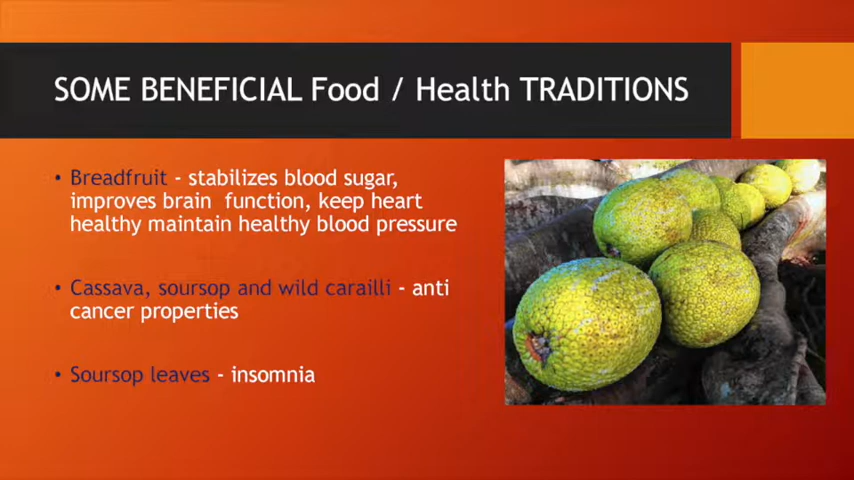 SOME BENEFICIAL Food / Health TRADITIONS
• Breadfruit - stabilizes blood sugar,
improves brain function, keep heart
healthy maintain healthy blood pressure
• Cassava, soursop and wild carailli - anti
cancer properties
• Soursop leaves - insomnia